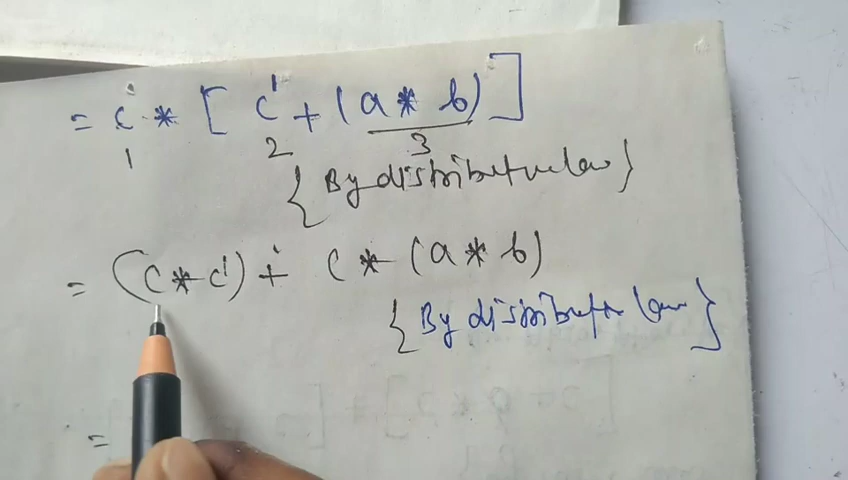 = c * [ c' + (a * b) ]
1 2 3
{ By distributive law }
= (c * c') + c * (a * b)
{ By distributive law }
=